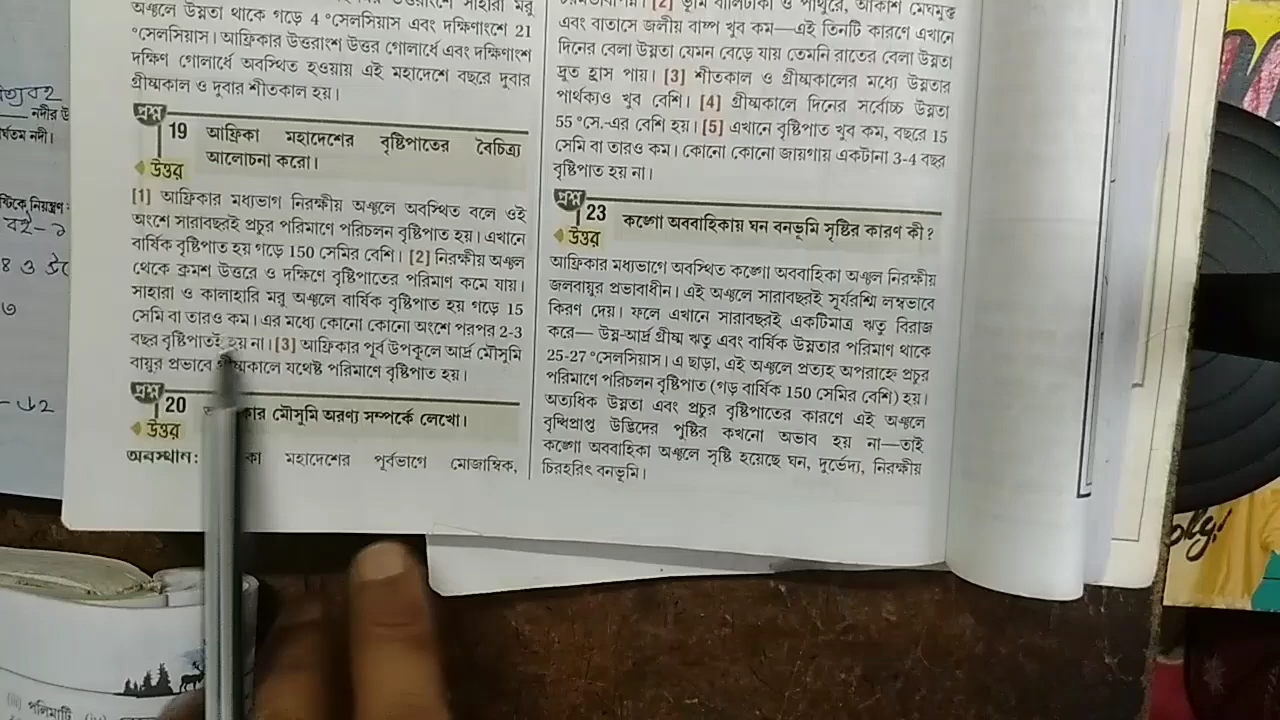 অঞ্চলে উষ্ণতা থাকে গড়ে 4 °সেলসিয়াস এবং দক্ষিণাংশে 21
°সেলসিয়াস। আফ্রিকার উত্তরাংশ উত্তর গোলার্ধে এবং দক্ষিণাংশ
দক্ষিণ গোলার্ধে অবস্থিত হওয়ায় এই মহাদেশে বছরে দুবার
গ্রীষ্মকাল ও দুবার শীতকাল হয়।
প্রশ্ন 19 আফ্রিকা মহাদেশের বৃষ্টিপাতের বৈচিত্র্য
আলোচনা করো।
উত্তর
[1] আফ্রিকার মধ্যভাগ নিরক্ষীয় অঞ্চলে অবস্থিত বলে ওই
অংশে সারাবছরই প্রচুর পরিমাণে পরিচলন বৃষ্টিপাত হয়। এখানে
বার্ষিক বৃষ্টিপাত হয় গড়ে 150 সেমির বেশি। [2] নিরক্ষীয় অঞ্চল
থেকে ক্রমশ উত্তরে ও দক্ষিণে বৃষ্টিপাতের পরিমাণ কমে যায়।
সাহারা ও কালাহারি মরু অঞ্চলে বার্ষিক বৃষ্টিপাত হয় গড়ে 15
সেমি বা তারও কম। এর মধ্যে কোনো কোনো অংশে পরপর 2-3
বছর বৃষ্টিপাতই হয় না। [3] আফ্রিকার পূর্ব উপকূলে আর্দ্র মৌসুমি
বায়ুর প্রভাবে গ্রীষ্মকালে যথেষ্ট পরিমাণে বৃষ্টিপাত হয়।
প্রশ্ন 20 কার মৌসুমি অরণ্য সম্পর্কে লেখো।
উত্তর
অবস্থান: কা মহাদেশের পূর্বভাগে মোজাম্বিক,
[2] ভূমি বালিঢাকা ও পাথুরে, আকাশ মেঘমুক্ত
এবং বাতাসে জলীয় বাষ্প খুব কম—এই তিনটি কারণে এখানে
দিনের বেলা উষ্ণতা যেমন বেড়ে যায় তেমনি রাতের বেলা উষ্ণতা
দ্রুত হ্রাস পায়। [3] শীতকাল ও গ্রীষ্মকালের মধ্যে উষ্ণতার
পার্থক্যও খুব বেশি। [4] গ্রীষ্মকালে দিনের সর্বোচ্চ উষ্ণতা
55 °সে.-এর বেশি হয়। [5] এখানে বৃষ্টিপাত খুব কম, বছরে 15
সেমি বা তারও কম। কোনো কোনো জায়গায় একটানা 3-4 বছর
বৃষ্টিপাত হয় না।
প্রশ্ন 23 কঙ্গো অববাহিকায় ঘন বনভূমি সৃষ্টির কারণ কী?
উত্তর
আফ্রিকার মধ্যভাগে অবস্থিত কঙ্গো অববাহিকা অঞ্চল নিরক্ষীয়
জলবায়ুর প্রভাবাধীন। এই অঞ্চলে সারাবছরই সূর্যরশ্মি লম্বভাবে
কিরণ দেয়। ফলে এখানে সারাবছরই একটিমাত্র ঋতু বিরাজ
করে— উষ্ণ-আর্দ্র গ্রীষ্ম ঋতু এবং বার্ষিক উষ্ণতার পরিমাণ থাকে
25-27 °সেলসিয়াস। এ ছাড়া, এই অঞ্চলে প্রত্যহ অপরাহ্নে প্রচুর
পরিমাণে পরিচলন বৃষ্টিপাত (গড় বার্ষিক 150 সেমির বেশি) হয়।
অত্যধিক উষ্ণতা এবং প্রচুর বৃষ্টিপাতের কারণে এই অঞ্চলে
বৃদ্ধিপ্রাপ্ত উদ্ভিদের পুষ্টির কখনো অভাব হয় না—তাই
কঙ্গো অববাহিকা অঞ্চলে সৃষ্টি হয়েছে ঘন, দুর্ভেদ্য, নিরক্ষীয়
চিরহরিৎ বনভূমি।
নদীর উ
র্ঘতম নদী।
পলিমাটি